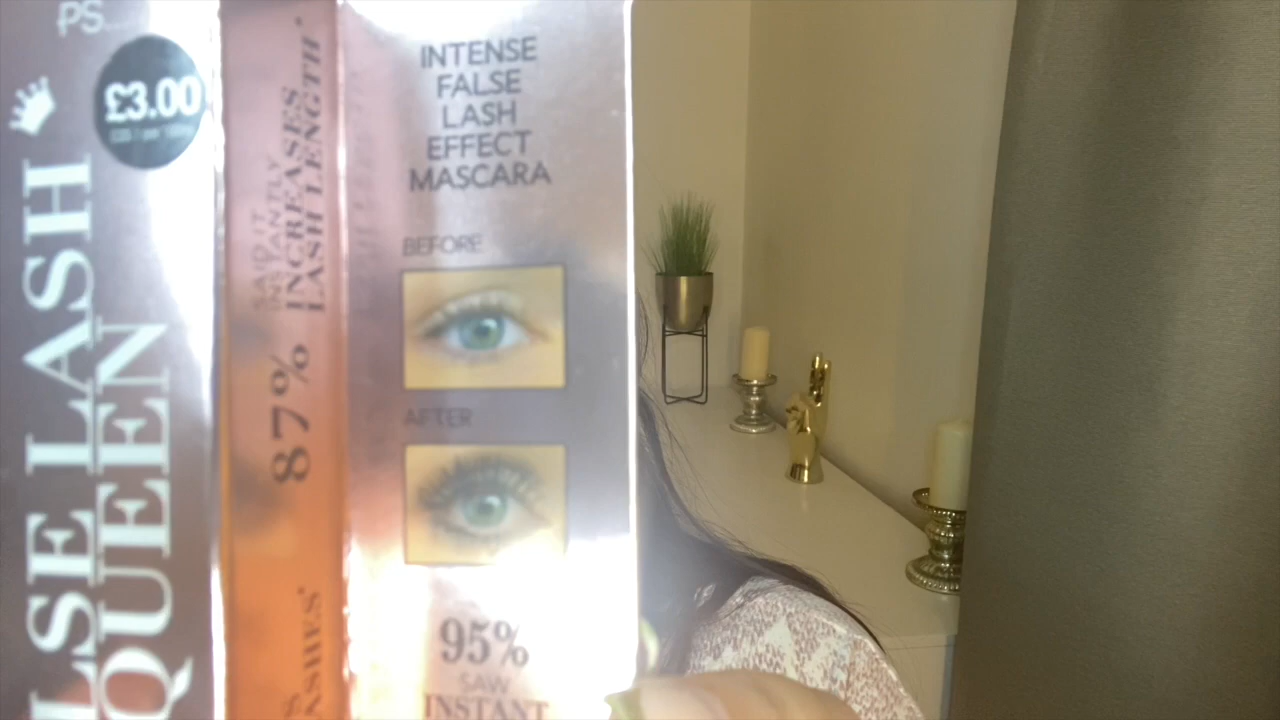 PS...
£3.00
LSE LASH
QUEEN
SAID IT
INSTANTLY
INCREASES
LASH LENGTH*
87%
INTENSE
FALSE
LASH
EFFECT
MASCARA
BEFORE
AFTER
95%
SAW
INSTANT